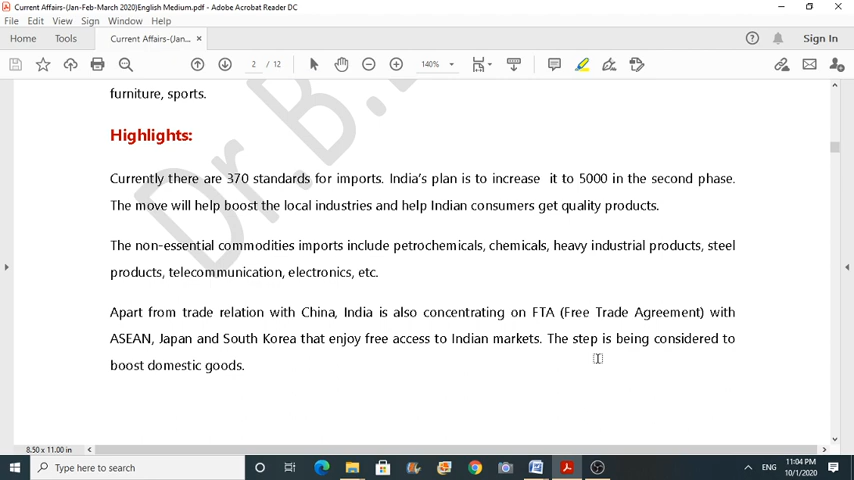 Current Affairs-(Jan-Feb-March 2020)English Medium.pdf - Adobe Acrobat Reader DC
File Edit View Sign Window Help
Home Tools Current Affairs-(Jan-... × Sign In
2 / 12 140%
furniture, sports.
Highlights:
Currently there are 370 standards for imports. India's plan is to increase it to 5000 in the second phase.
The move will help boost the local industries and help Indian consumers get quality products.
The non-essential commodities imports include petrochemicals, chemicals, heavy industrial products, steel
products, telecommunication, electronics, etc.
Apart from trade relation with China, India is also concentrating on FTA (Free Trade Agreement) with
ASEAN, Japan and South Korea that enjoy free access to Indian markets. The step is being considered to
boost domestic goods.
Dr.B.
8.50 x 11.00 in
Type here to search
ENG
11:04 PM
10/1/2020